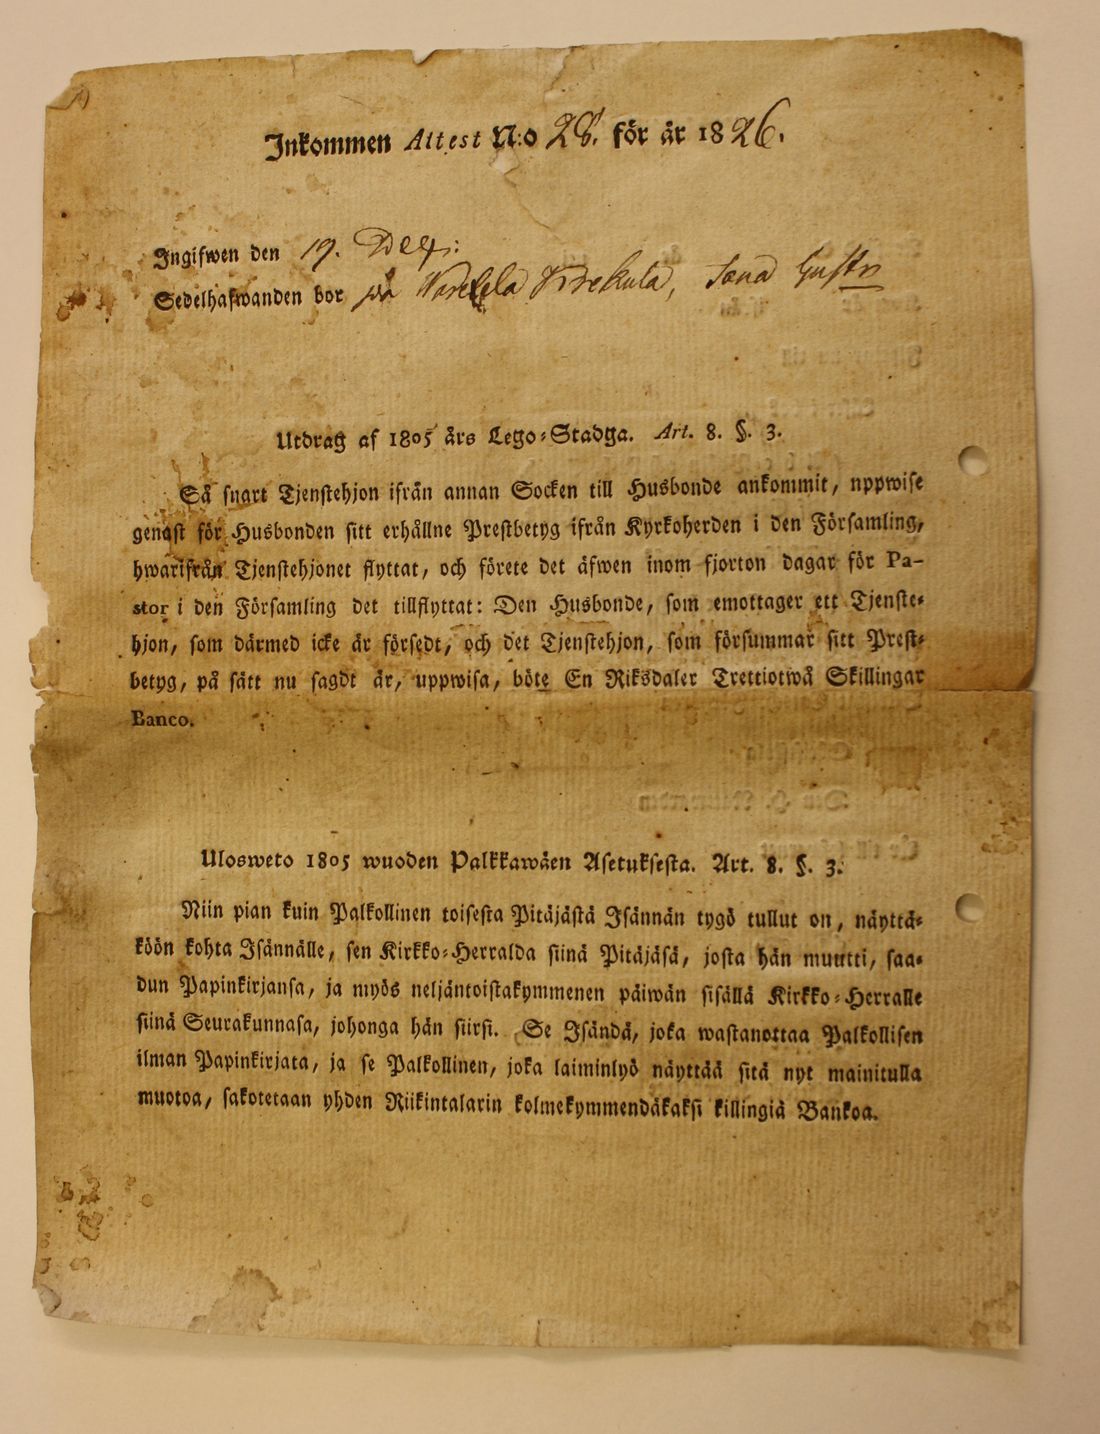 Inkommen Attest N:o 28. för år 1826.
Ingifwen den 19. Dec:
Sedelhafwanden bor på
Utdrag af 1805 års Lego-Stadga. Art. 8. §. 3.
Så snart Tjenstehjon ifrån annan Socken till Husbonde ankommit, uppwise
genast för Husbonden sitt erhållne Prestbetyg ifrån Kyrkoherden i den Församling,
hwarifrån Tjenstehjonet flyttat, och förete det äfwen inom fjorton dagar för Pa-
stor i den Församling det tillflyttat: Den Husbonde, som emottager ett Tjenste-
hjon, som därmed icke är försedt, och det Tjenstehjon, som försummar sitt Prest-
betyg, på sätt nu sagdt är, uppwisa, böte En Riksdaler Trettiotwå Skillingar
Banco.
Ulosweto 1805 wuoden Palkkawäen Asetuksesta. Art. 8. §. 3.
Niin pian kuin Palkollinen toisesta Pitäjästä Isännän tygö tullut on, näyttä-
köön kohta Isännälle, sen Kirkko-Herralda siinä Pitäjäsä, josta hän muutti, saa-
dun Papinkirjansa, ja myös neljäntoistakymmenen päiwän sisällä Kirkko-Herralle
siinä Seurakunnasa, johonga hän siirsi. Se Isändä, joka wastanottaa Palkollisen
ilman Papinkirjata, ja se Palkollinen, joka laiminlyö näyttää sitä nyt mainitulla
muotoa, sakotetaan yhden Riikintalarin kolmekymmendäkaksi killingiä Bankoa.